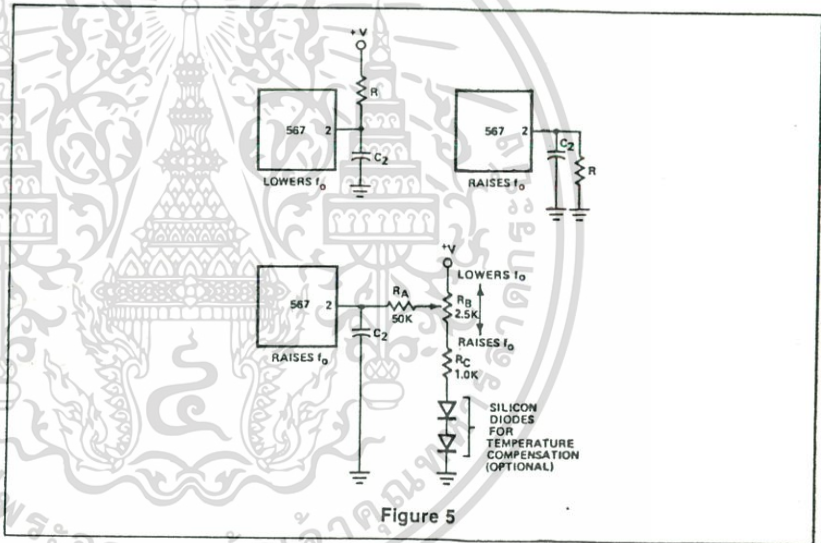 +V
R
567 2
C2
LOWERS fo
567 2
C2
R
RAISES fo
+V
LOWERS fo
RA
50K
RB
2.5K
567 2
C2
RAISES fo
RAISES fo
RC
1.0K
SILICON
DIODES
FOR
TEMPERATURE
COMPENSATION
(OPTIONAL)
Figure 5